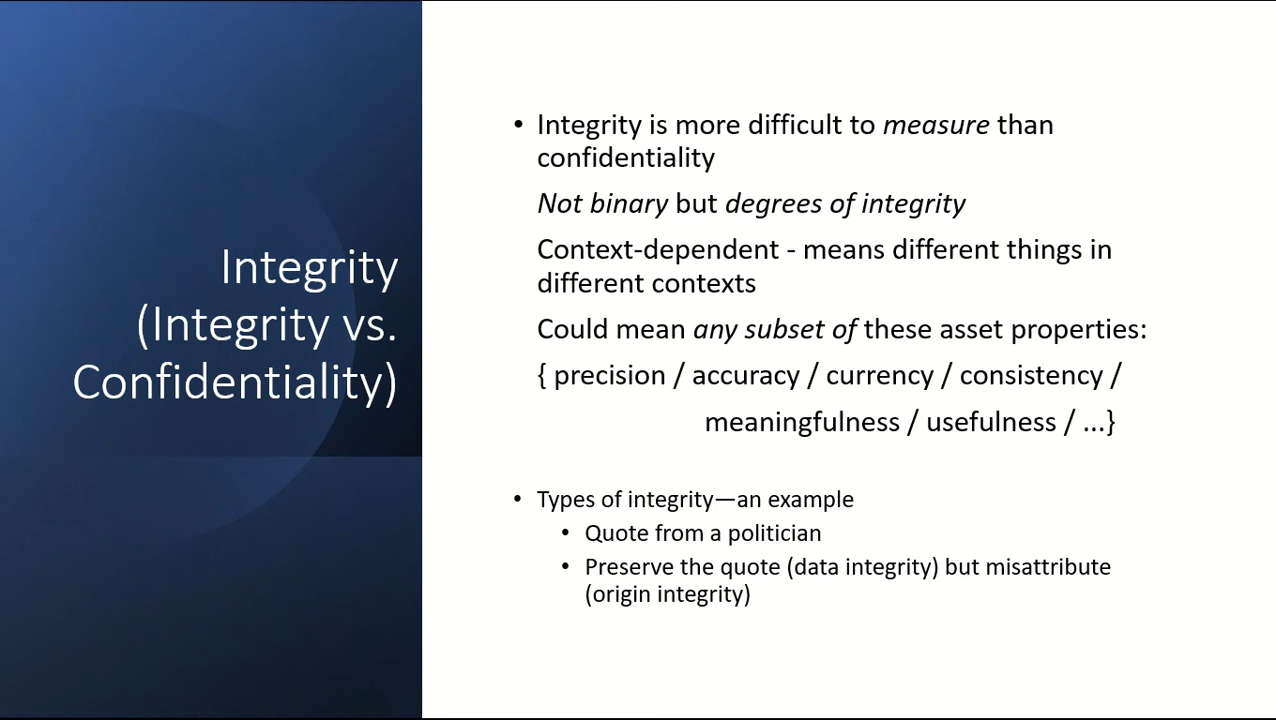 Integrity
(Integrity vs.
Confidentiality)
• Integrity is more difficult to measure than
confidentiality
Not binary but degrees of integrity
Context-dependent - means different things in
different contexts
Could mean any subset of these asset properties:
{ precision / accuracy / currency / consistency /
meaningfulness / usefulness / ...}
• Types of integrity—an example
• Quote from a politician
• Preserve the quote (data integrity) but misattribute
(origin integrity)